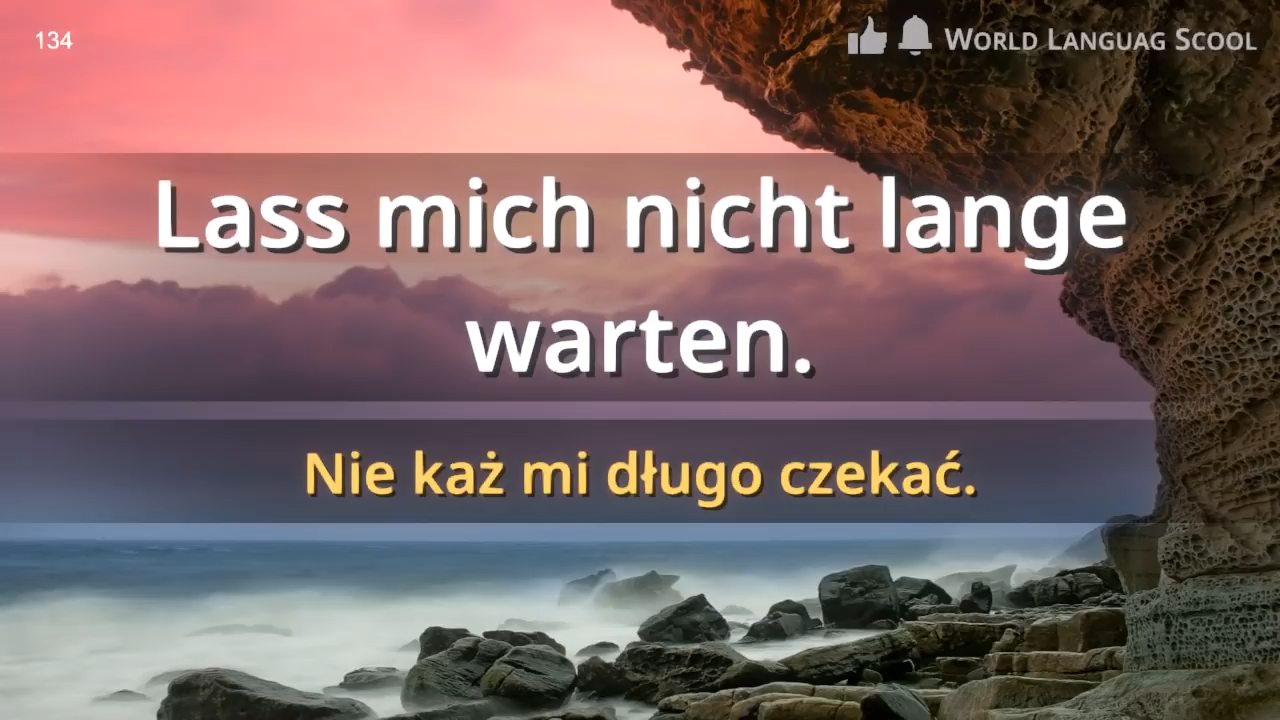 134
World Languag Scool
Lass mich nicht lange
warten.
Nie każ mi długo czekać.